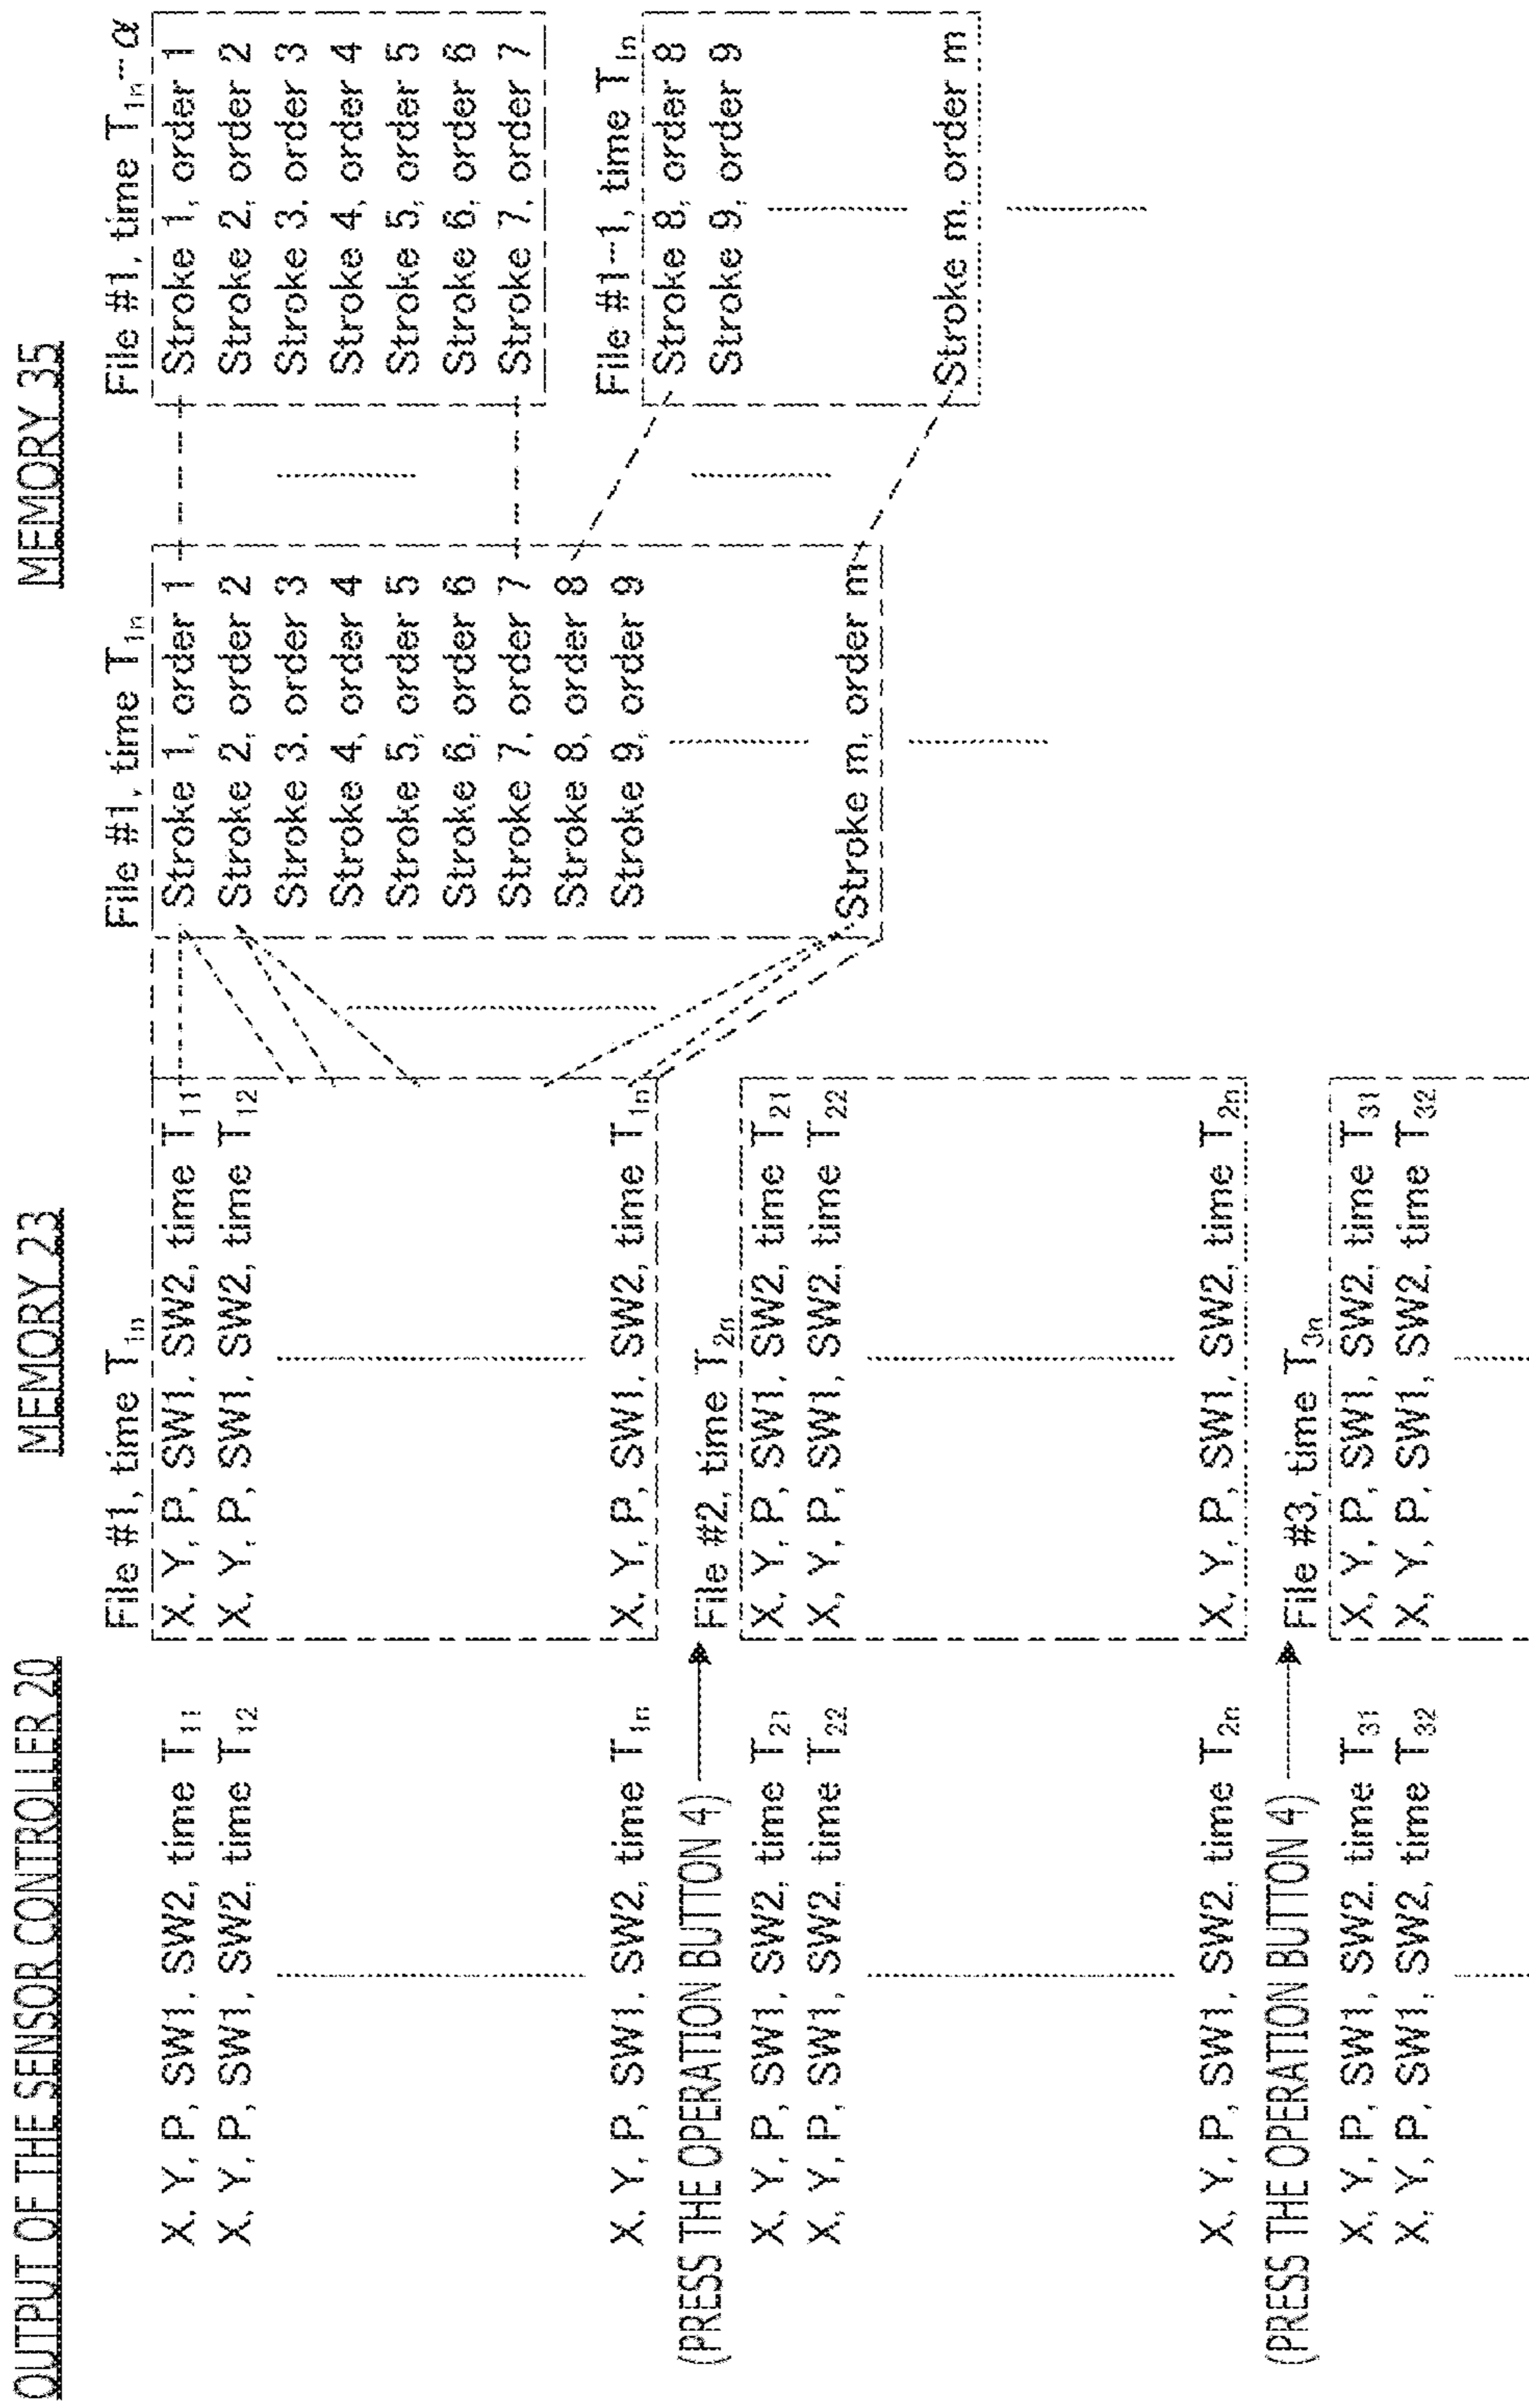 OUTPUT OF THE SENSOR CONTROLLER 20
X, Y, P, SW1, SW2, time T11
X, Y, P, SW1, SW2, time T12
X, Y, P, SW1, SW2, time T1n
(PRESS THE OPERATION BUTTON 4)
X, Y, P, SW1, SW2, time T21
X, Y, P, SW1, SW2, time T22
X, Y, P, SW1, SW2, time T2n
(PRESS THE OPERATION BUTTON 4)
X, Y, P, SW1, SW2, time T31
X, Y, P, SW1, SW2, time T32
MEMORY 23
File #1, time T1n
X, Y, P, SW1, SW2, time T11
X, Y, P, SW1, SW2, time T12
X, Y, P, SW1, SW2, time T1n
File #2, time T2n
X, Y, P, SW1, SW2, time T21
X, Y, P, SW1, SW2, time T22
X, Y, P, SW1, SW2, time T2n
File #3, time T3n
X, Y, P, SW1, SW2, time T31
X, Y, P, SW1, SW2, time T32
MEMORY 35
File #1, time T1n
Stroke 1, order 1
Stroke 2, order 2
Stroke 3, order 3
Stroke 4, order 4
Stroke 5, order 5
Stroke 6, order 6
Stroke 7, order 7
Stroke 8, order 8
Stroke 9, order 9
Stroke m, order m
File #1, time T1n-α
Stroke 1, order 1
Stroke 2, order 2
Stroke 3, order 3
Stroke 4, order 4
Stroke 5, order 5
Stroke 6, order 6
Stroke 7, order 7
File #1-1, time T1n
Stroke 8, order 8
Stroke 9, order 9
Stroke m, order m